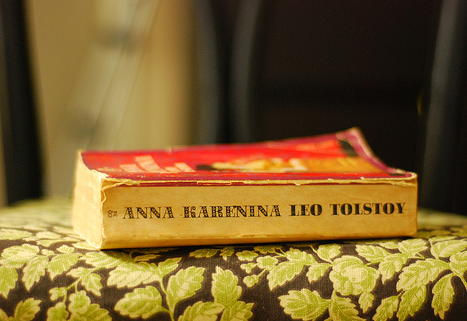 ANNA KARENINA LEO TOLSTOY